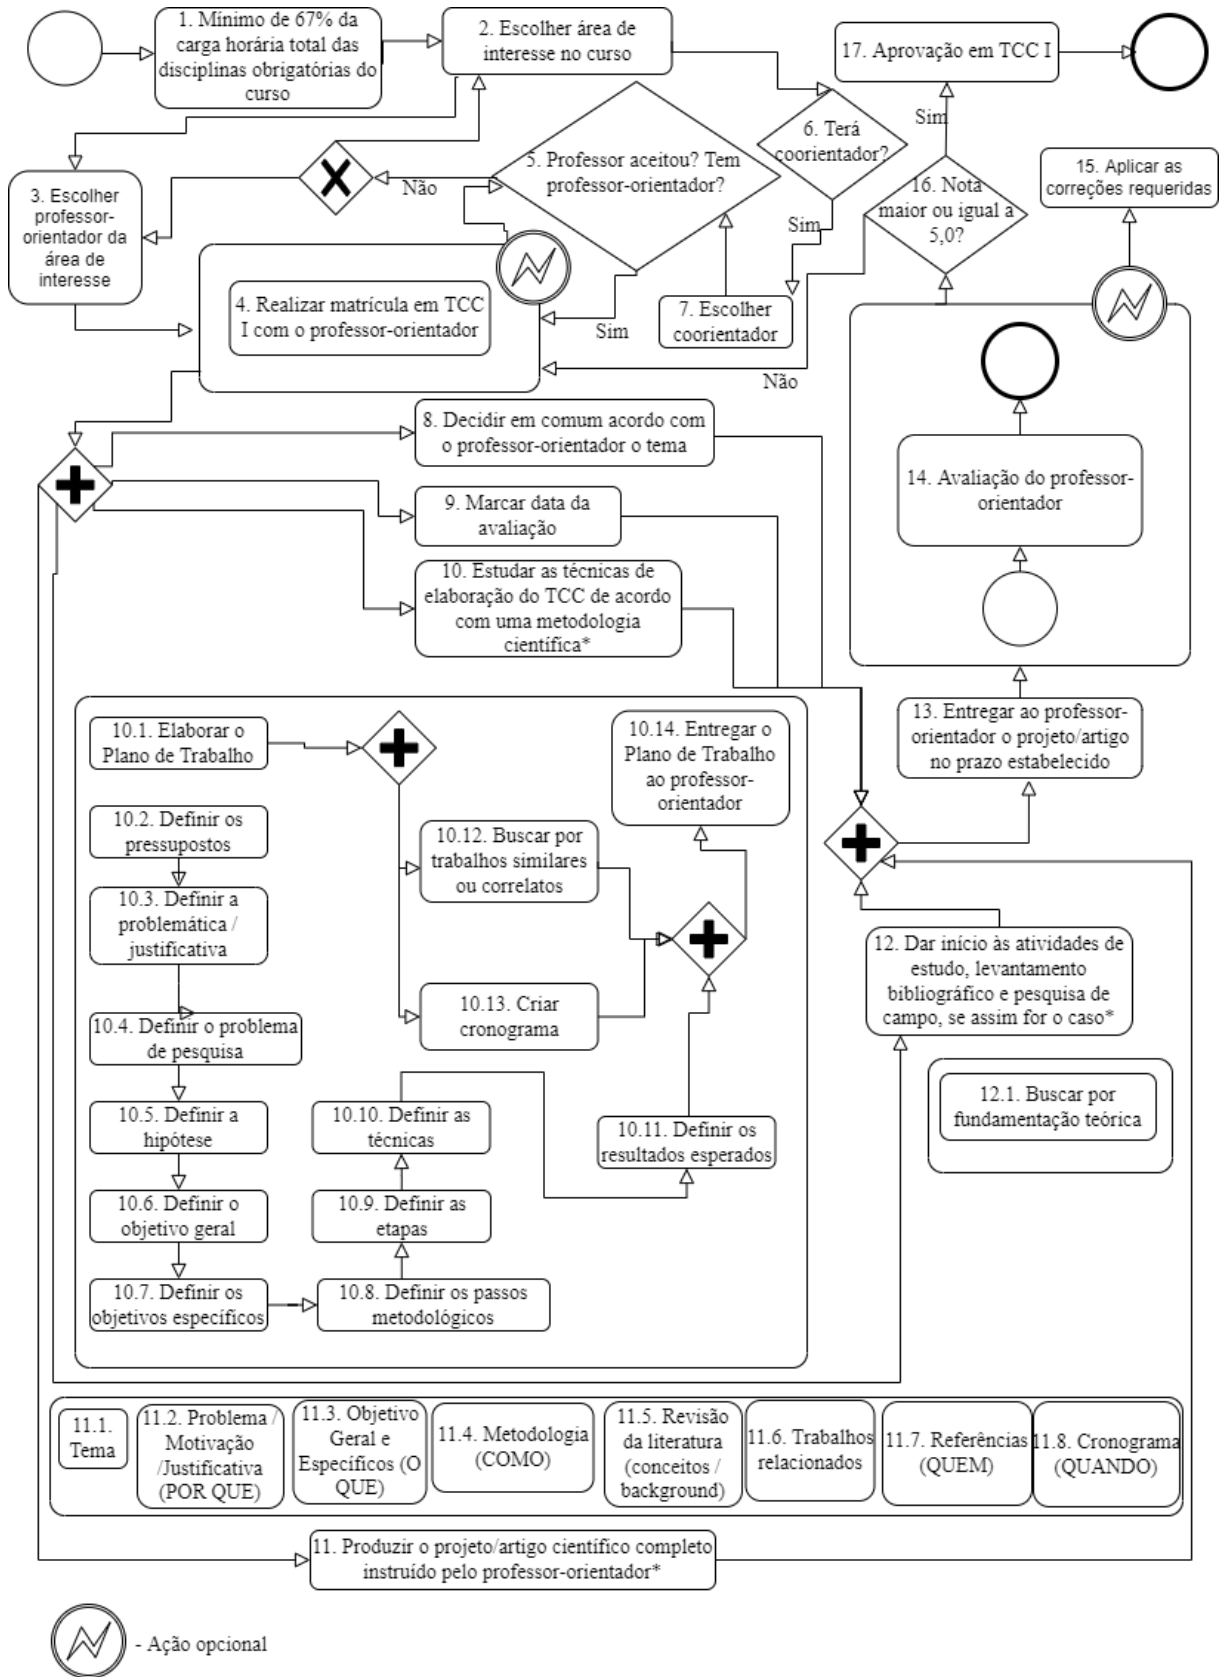 1. Mínimo de 67% da
carga horária total das
disciplinas obrigatórias do
curso
2. Escolher área de
interesse no curso
17. Aprovação em TCC I
Sim
6. Terá
coorientador?
5. Professor aceitou? Tem
professor-orientador?
Não
15. Aplicar as
correções requeridas
16. Nota
maior ou igual a
5,0?
3. Escolher
professor-
orientador da
área de
interesse
Sim
4. Realizar matrícula em TCC
I com o professor-orientador
Sim
7. Escolher
coorientador
Não
8. Decidir em comum acordo com
o professor-orientador o tema
9. Marcar data da
avaliação
10. Estudar as técnicas de
elaboração do TCC de acordo
com uma metodologia
científica*
14. Avaliação do professor-
orientador
13. Entregar ao professor-
orientador o projeto/artigo
no prazo estabelecido
10.1. Elaborar o
Plano de Trabalho
10.14. Entregar o
Plano de Trabalho
ao professor-
orientador
10.2. Definir os
pressupostos
10.12. Buscar por
trabalhos similares
ou correlatos
10.3. Definir a
problemática /
justificativa
12. Dar início às atividades de
estudo, levantamento
bibliográfico e pesquisa de
campo, se assim for o caso*
10.13. Criar
cronograma
10.4. Definir o problema
de pesquisa
12.1. Buscar por
fundamentação teórica
10.5. Definir a
hipótese
10.10. Definir as
técnicas
10.11. Definir os
resultados esperados
10.6. Definir o
objetivo geral
10.9. Definir as
etapas
10.7. Definir os
objetivos específicos
10.8. Definir os passos
metodológicos
11.1.
Tema
11.2. Problema /
Motivação
/Justificativa
(POR QUE)
11.3. Objetivo
Geral e
Específicos (O
QUE)
11.4. Metodologia
(COMO)
11.5. Revisão
da literatura
(conceitos /
background)
11.6. Trabalhos
relacionados
11.7. Referências
(QUEM)
11.8. Cronograma
(QUANDO)
11. Produzir o projeto/artigo científico completo
instruído pelo professor-orientador*
- Ação opcional